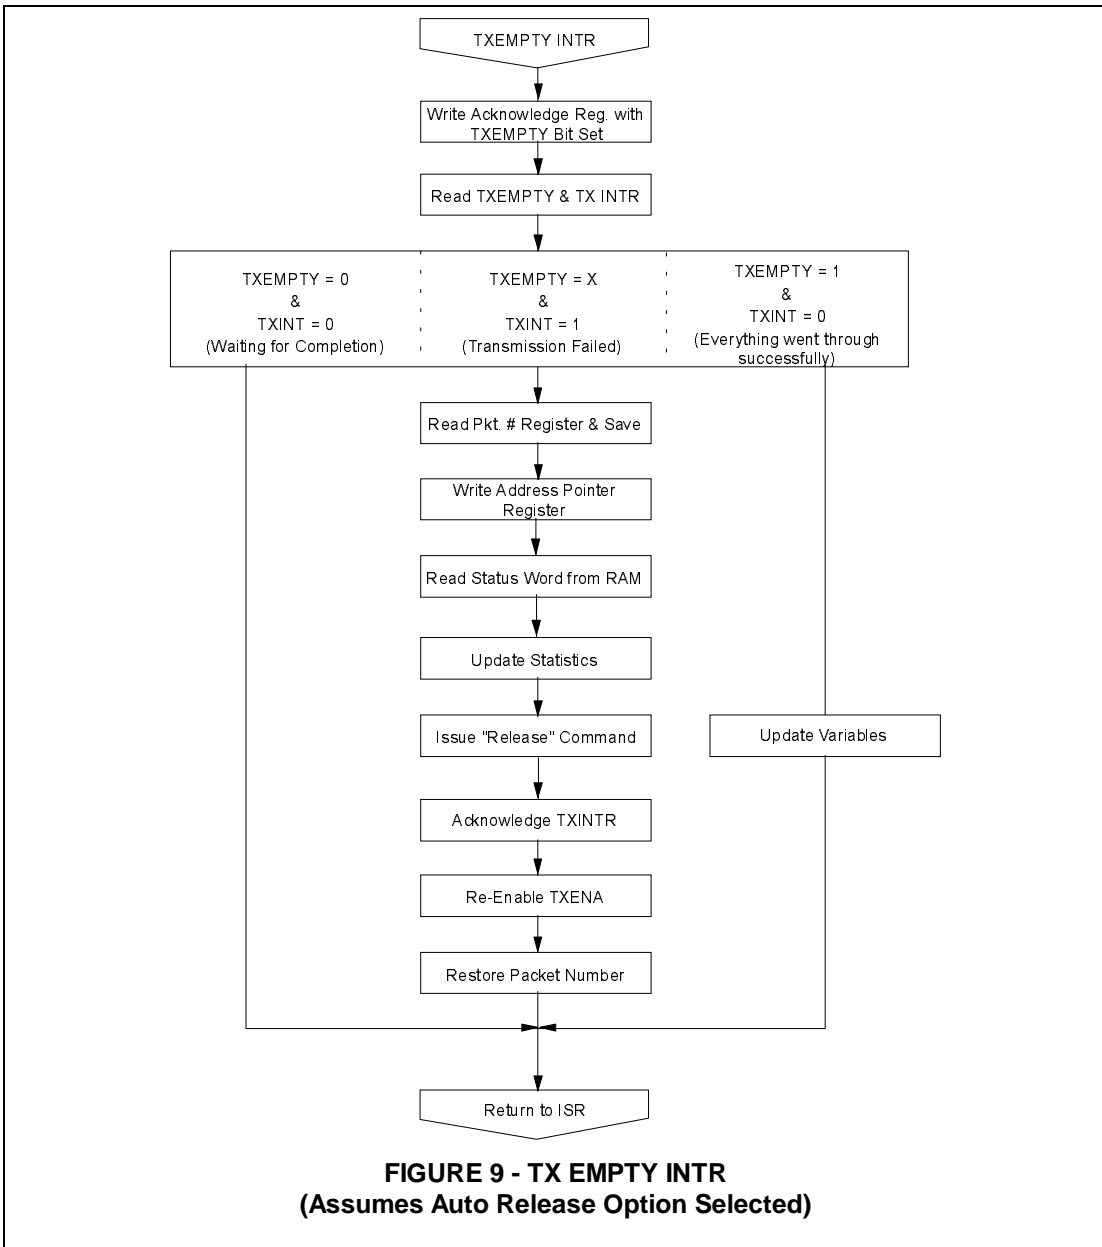 TXEMPTY INTR
Write Acknowledge Reg. with
TXEMPTY Bit Set
Read TXEMPTY & TX INTR
TXEMPTY = 0
&
TXINT = 0
(Waiting for Completion)
TXEMPTY = X
&
TXINT = 1
(Transmission Failed)
TXEMPTY = 1
&
TXINT = 0
(Everything went through
successfully)
Read Pkt. # Register & Save
Write Address Pointer
Register
Read Status Word from RAM
Update Statistics
Issue "Release" Command
Update Variables
Acknowledge TXINTR
Re-Enable TXENA
Restore Packet Number
Return to ISR
FIGURE 9 - TX EMPTY INTR
(Assumes Auto Release Option Selected)